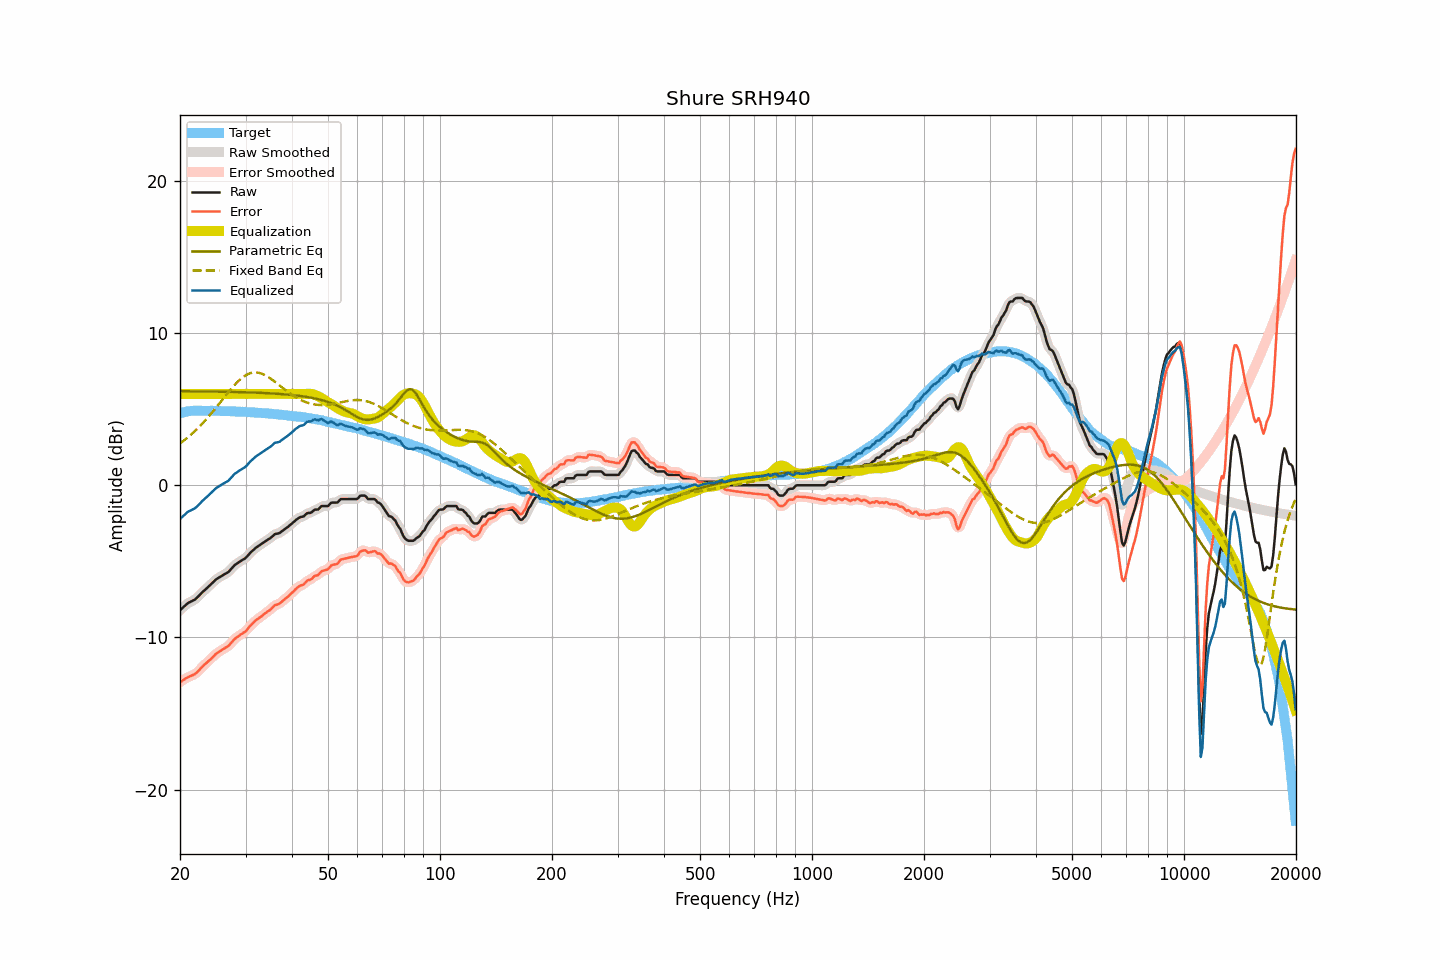 Shure SRH940
Target
Raw Smoothed
Error Smoothed
Raw
Error
Equalization
Parametric Eq
Fixed Band Eq
Equalized
20
10
0
−10
−20
Amplitude (dBr)
20 50 100 200 500 1000 2000 5000 10000 20000
Frequency (Hz)